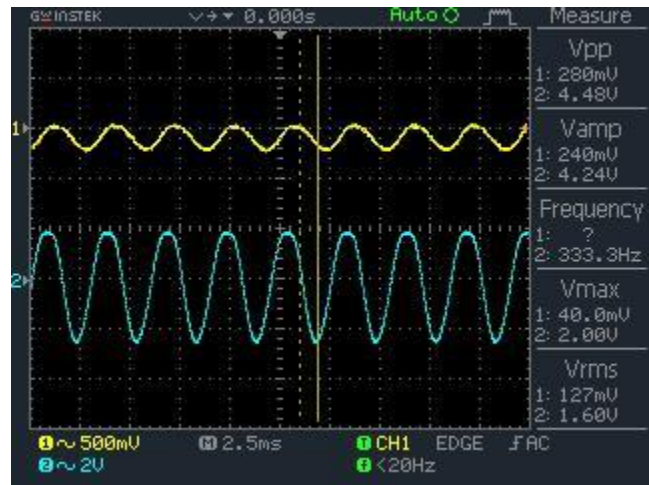 GWINSTEK 0.000s Auto Measure
Vpp
1: 280mV
2: 4.48V
1
Vamp
1: 240mV
2: 4.24V
Frequency
1: ?
2: 333.3Hz
2
Vmax
1: 40.0mV
2: 2.00V
Vrms
1: 127mV
2: 1.60V
1 ~ 500mV M 2.5ms T CH1 EDGE AC
2 ~ 2V f <20Hz